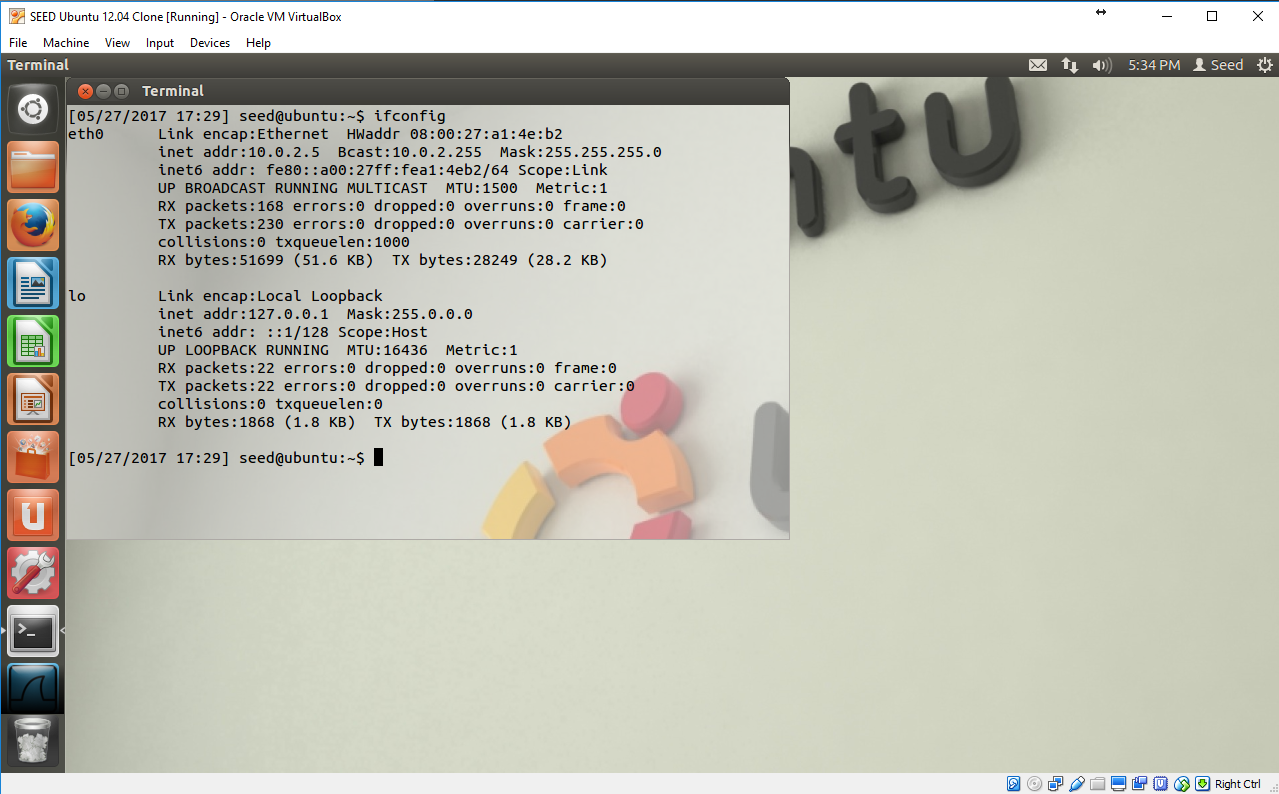 SEED Ubuntu 12.04 Clone [Running] - Oracle VM VirtualBox
File Machine View Input Devices Help
Terminal 5:34 PM Seed
Terminal
[05/27/2017 17:29] seed@ubuntu:~$ ifconfig
eth0      Link encap:Ethernet  HWaddr 08:00:27:a1:4e:b2
          inet addr:10.0.2.5  Bcast:10.0.2.255  Mask:255.255.255.0
          inet6 addr: fe80::a00:27ff:fea1:4eb2/64 Scope:Link
          UP BROADCAST RUNNING MULTICAST  MTU:1500  Metric:1
          RX packets:168 errors:0 dropped:0 overruns:0 frame:0
          TX packets:230 errors:0 dropped:0 overruns:0 carrier:0
          collisions:0 txqueuelen:1000
          RX bytes:51699 (51.6 KB)  TX bytes:28249 (28.2 KB)
lo        Link encap:Local Loopback
          inet addr:127.0.0.1  Mask:255.0.0.0
          inet6 addr: ::1/128 Scope:Host
          UP LOOPBACK RUNNING  MTU:16436  Metric:1
          RX packets:22 errors:0 dropped:0 overruns:0 frame:0
          TX packets:22 errors:0 dropped:0 overruns:0 carrier:0
          collisions:0 txqueuelen:0
          RX bytes:1868 (1.8 KB)  TX bytes:1868 (1.8 KB)
[05/27/2017 17:29] seed@ubuntu:~$
ntu
Right Ctrl